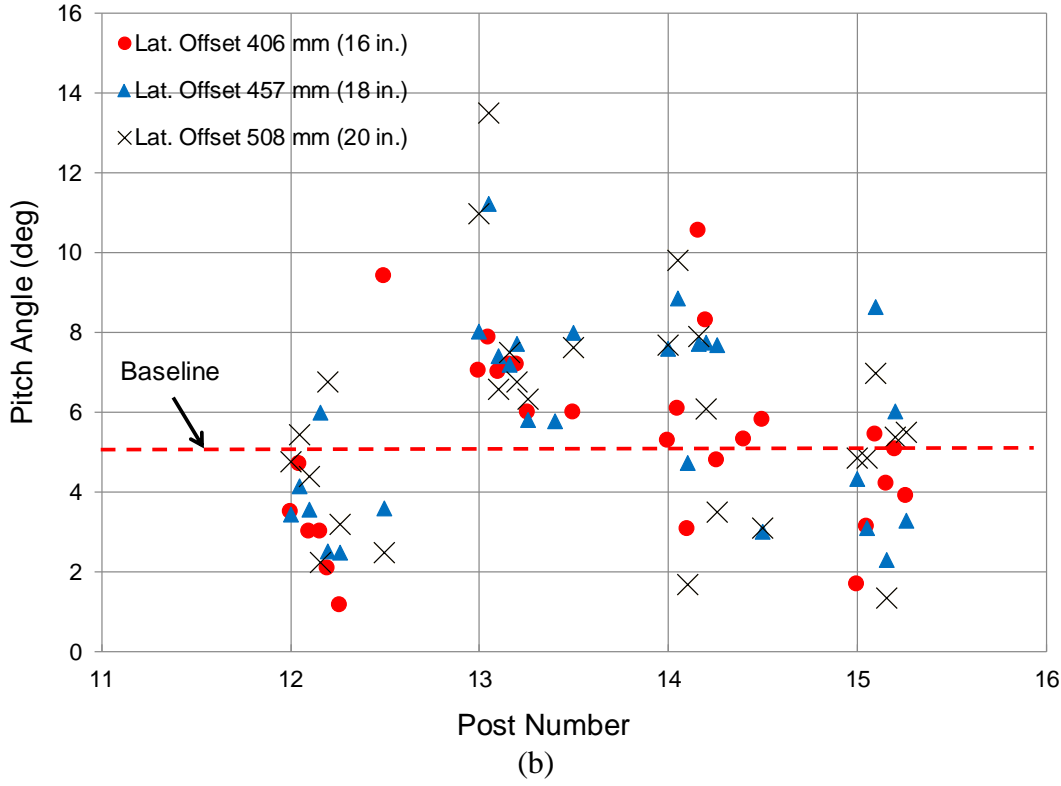 16
Lat. Offset 406 mm (16 in.)
14
Lat. Offset 457 mm (18 in.)
Lat. Offset 508 mm (20 in.)
12
Pitch Angle (deg)
10
8
Baseline
6
4
2
0
11 12 13 14 15 16
Post Number
(b)